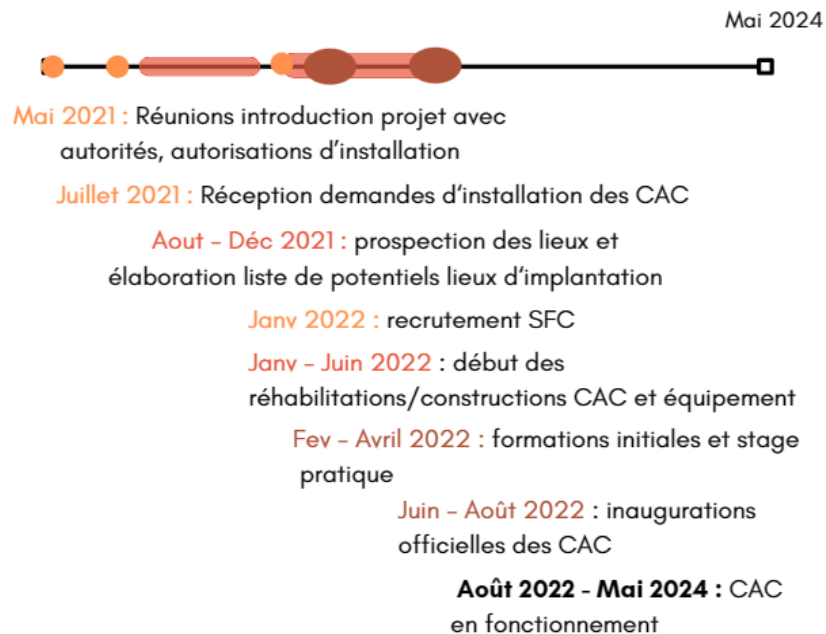 Mai 2024
Mai 2021 : Réunions introduction projet avec
autorités, autorisations d'installation
Juillet 2021 : Réception demandes d'installation des CAC
Aout - Déc 2021 : prospection des lieux et
élaboration liste de potentiels lieux d'implantation
Janv 2022 : recrutement SFC
Janv - Juin 2022 : début des
réhabilitations/constructions CAC et équipement
Fev - Avril 2022 : formations initiales et stage
pratique
Juin - Août 2022 : inaugurations
officielles des CAC
Août 2022 - Mai 2024 : CAC
en fonctionnement